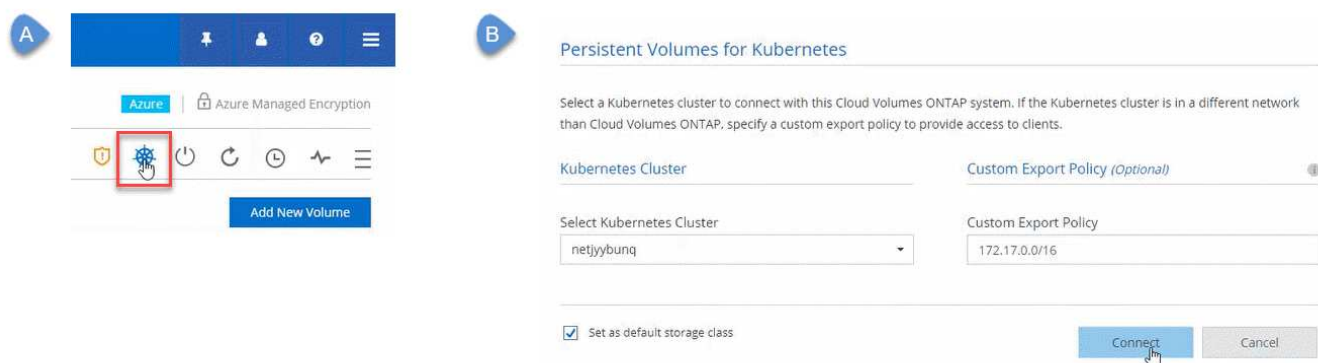 A
Azure | Azure Managed Encryption
Add New Volume
B
Persistent Volumes for Kubernetes
Select a Kubernetes cluster to connect with this Cloud Volumes ONTAP system. If the Kubernetes cluster is in a different network
than Cloud Volumes ONTAP, specify a custom export policy to provide access to clients.
Kubernetes Cluster
Custom Export Policy (Optional)
Select Kubernetes Cluster
Custom Export Policy
netjyybunq
172.17.0.0/16
Set as default storage class
Connect
Cancel